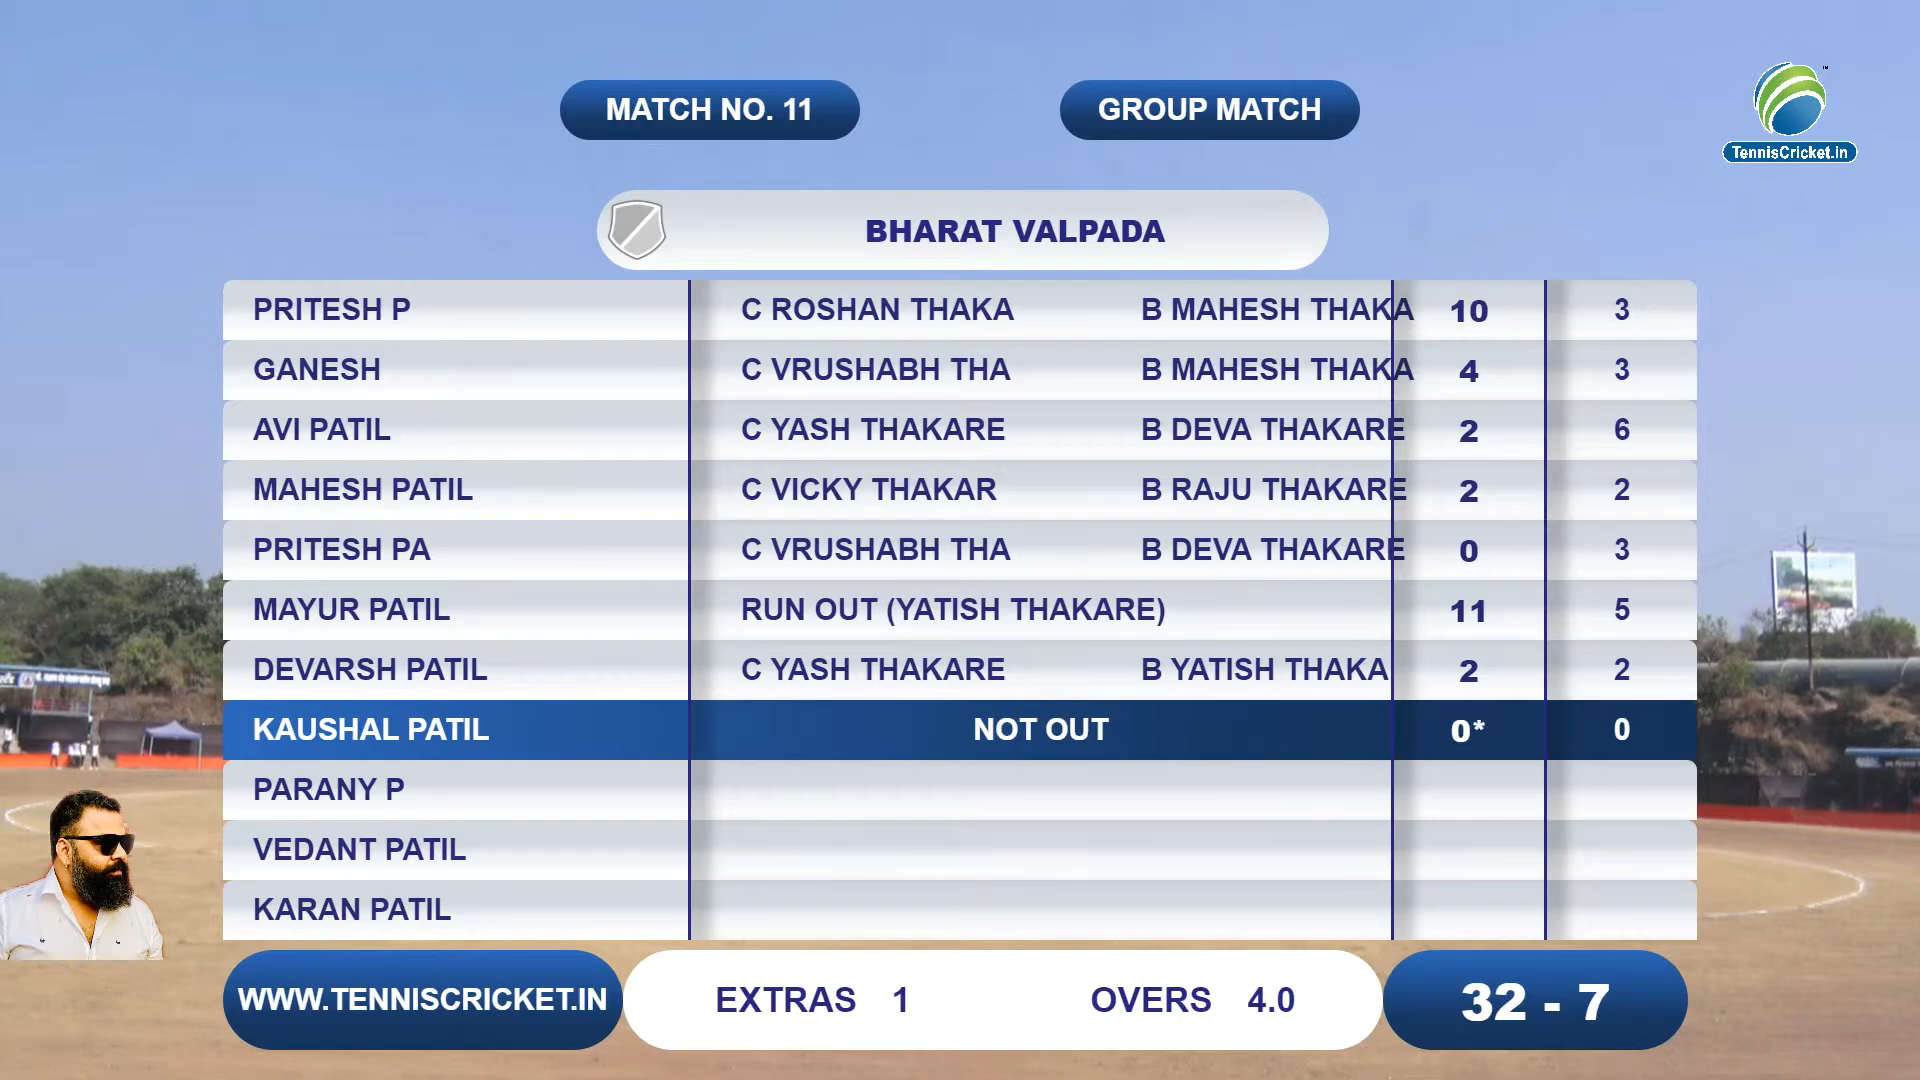 MATCH NO. 11
GROUP MATCH
TennisCricket.in
BHARAT VALPADA
PRITESH P C ROSHAN THAKA B MAHESH THAKA 10 3
GANESH C VRUSHABH THA B MAHESH THAKA 4 3
AVI PATIL C YASH THAKARE B DEVA THAKARE 2 6
MAHESH PATIL C VICKY THAKAR B RAJU THAKARE 2 2
PRITESH PA C VRUSHABH THA B DEVA THAKARE 0 3
MAYUR PATIL RUN OUT (YATISH THAKARE) 11 5
DEVARSH PATIL C YASH THAKARE B YATISH THAKA 2 2
KAUSHAL PATIL NOT OUT 0* 0
PARANY P
VEDANT PATIL
KARAN PATIL
WWW.TENNISCRICKET.IN EXTRAS 1 OVERS 4.0 32 - 7